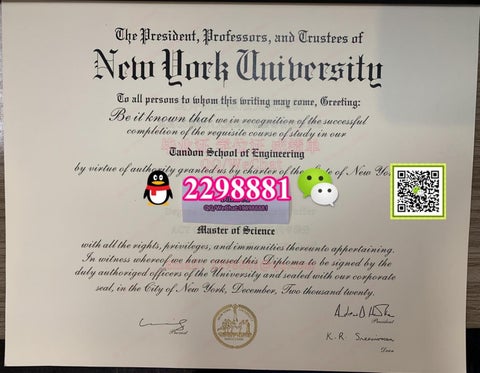 The President, Professors, and Trustees of
New York University
To all persons to whom this writing may come, Greeting:
Be it known that we in recognition of the successful
completion of the requisite course of study in our
Tandon School of Engineering
by virtue of authority granted us by charter of the State of New York
2298881
Master of Science
with all the rights, privileges, and immunities thereunto appertaining.
In witness whereof we have caused this Diploma to be signed by the
duly authorized officers of the University and sealed with our corporate
seal, in the City of New York, December, Two thousand twenty.
President
K. R. Sreenivasan